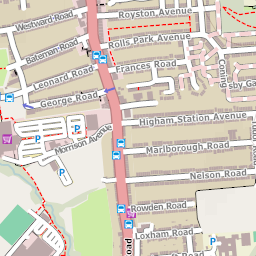 Royston Avenue
Westward Road
Rolls Park Avenue
Bateman Road
Frances Road
Leonard Road
George Road
Higham Station Avenue
Morrison Avenue
Marlborough Road
Nelson Road
Rowden Road
Loxham Road
Road
P
P
P
P